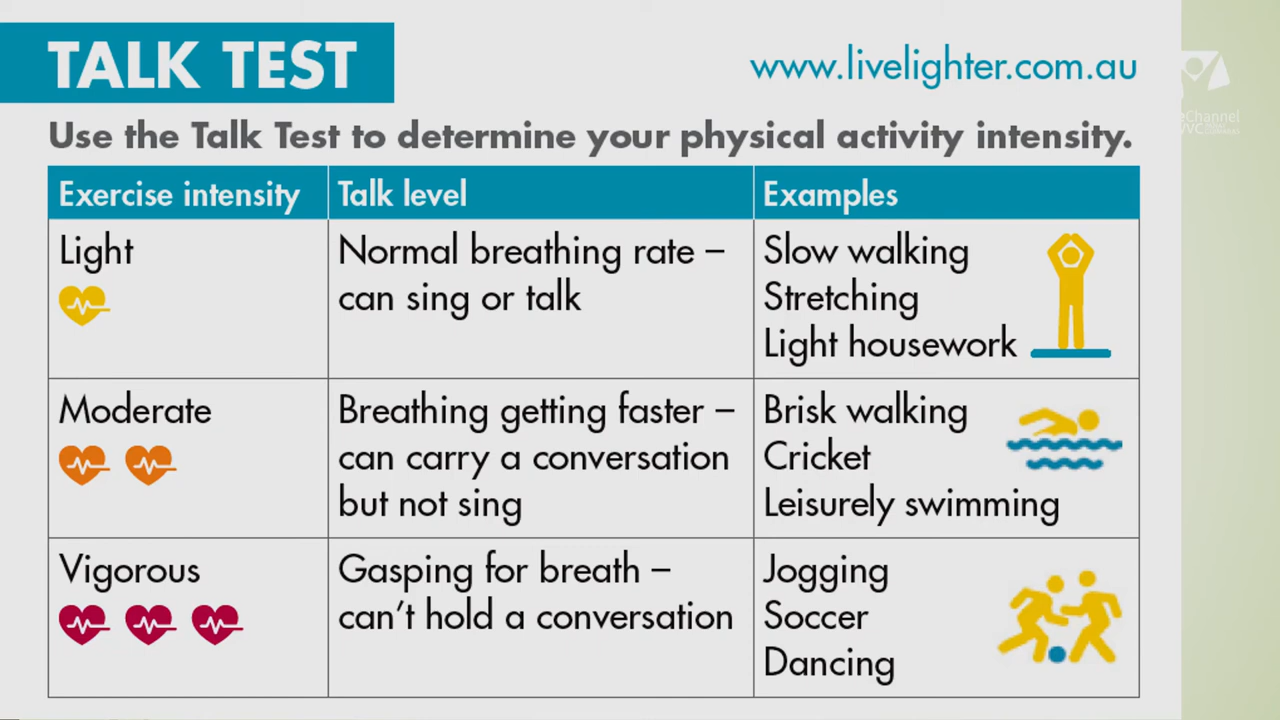 TALK TEST
www.livelighter.com.au
Use the Talk Test to determine your physical activity intensity.
Exercise intensity
Talk level
Examples
Light
Normal breathing rate –
can sing or talk
Slow walking
Stretching
Light housework
Moderate
Breathing getting faster –
can carry a conversation
but not sing
Brisk walking
Cricket
Leisurely swimming
Vigorous
Gasping for breath –
can't hold a conversation
Jogging
Soccer
Dancing